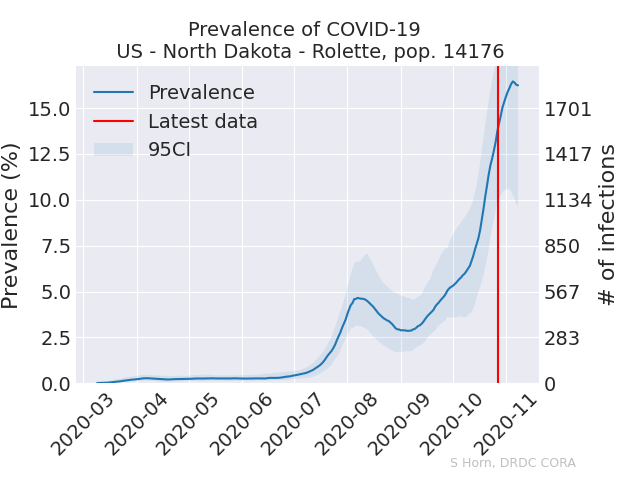 Prevalence of COVID-19
US - North Dakota - Rolette, pop. 14176
Prevalence
Latest data
95CI
Prevalence (%)
15.0
12.5
10.0
7.5
5.0
2.5
0.0
1701
1417
1134
850
567
283
0
# of infections
2020-03
2020-04
2020-05
2020-06
2020-07
2020-08
2020-09
2020-10
2020-11
S Horn, DRDC CORA